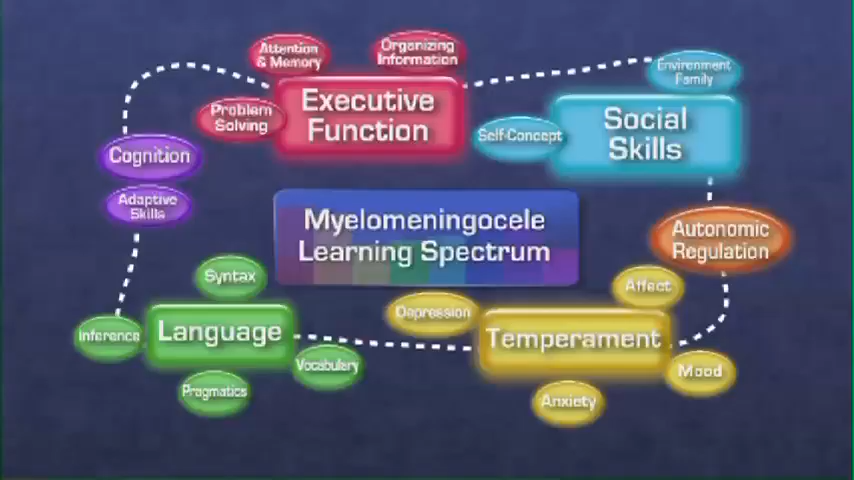 Attention
& Memory
Organizing
Information
Executive
Function
Problem
Solving
Environment
Family
Self-Concept
Social
Skills
Cognition
Adaptive
Skills
Myelomeningocele
Learning Spectrum
Autonomic
Regulation
Syntax
Inference
Language
Vocabulary
Pragmatics
Depression
Affect
Temperament
Mood
Anxiety